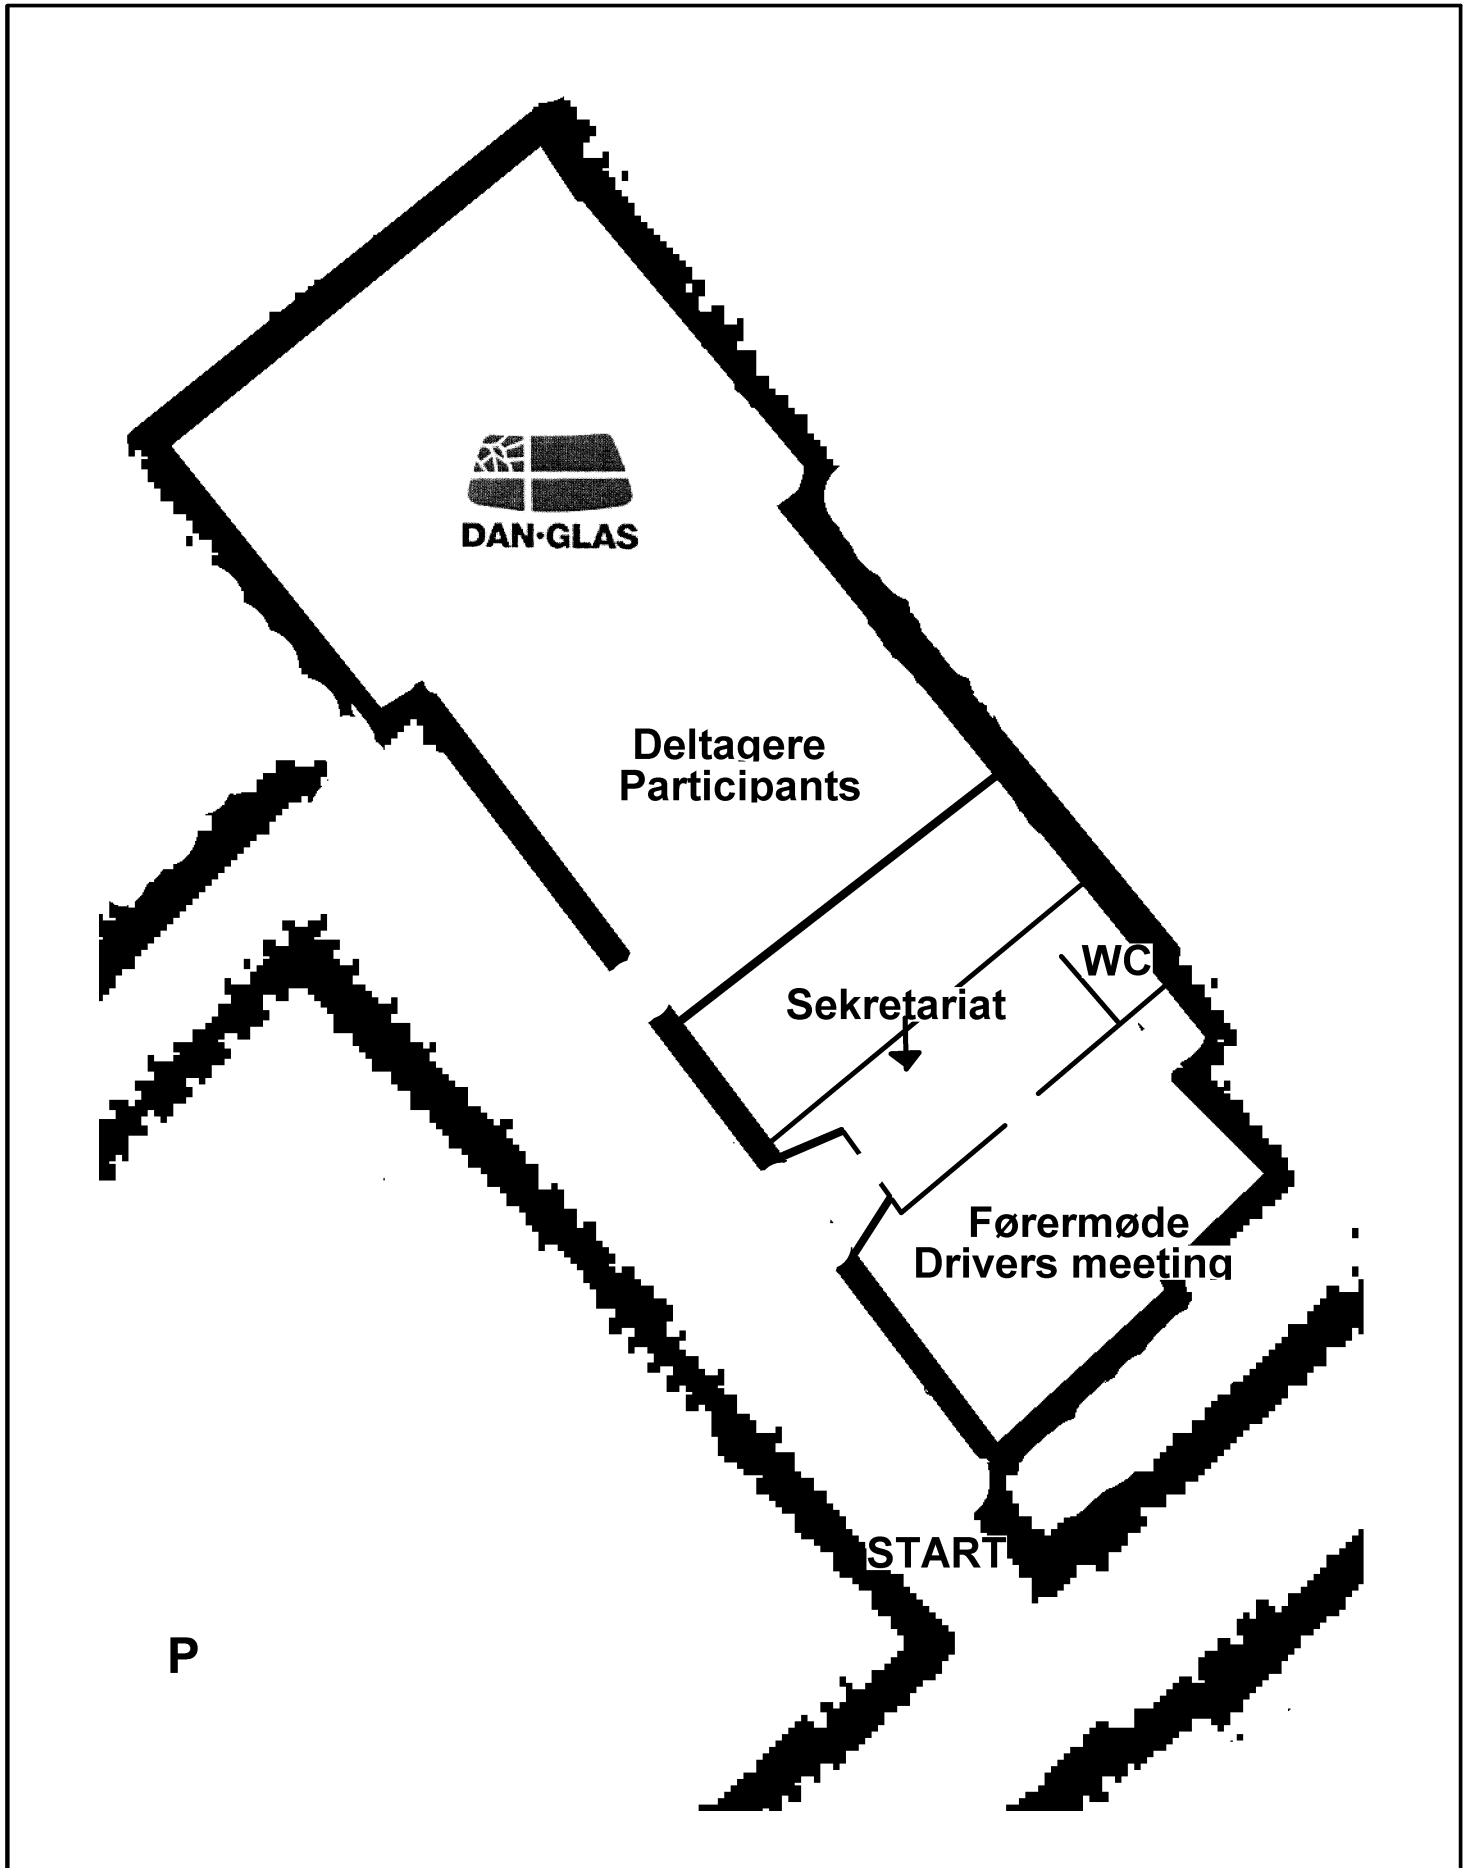 DAN·GLAS
Deltagere
Participants
WC
Sekretariat
Førermøde
Drivers meeting
START
P